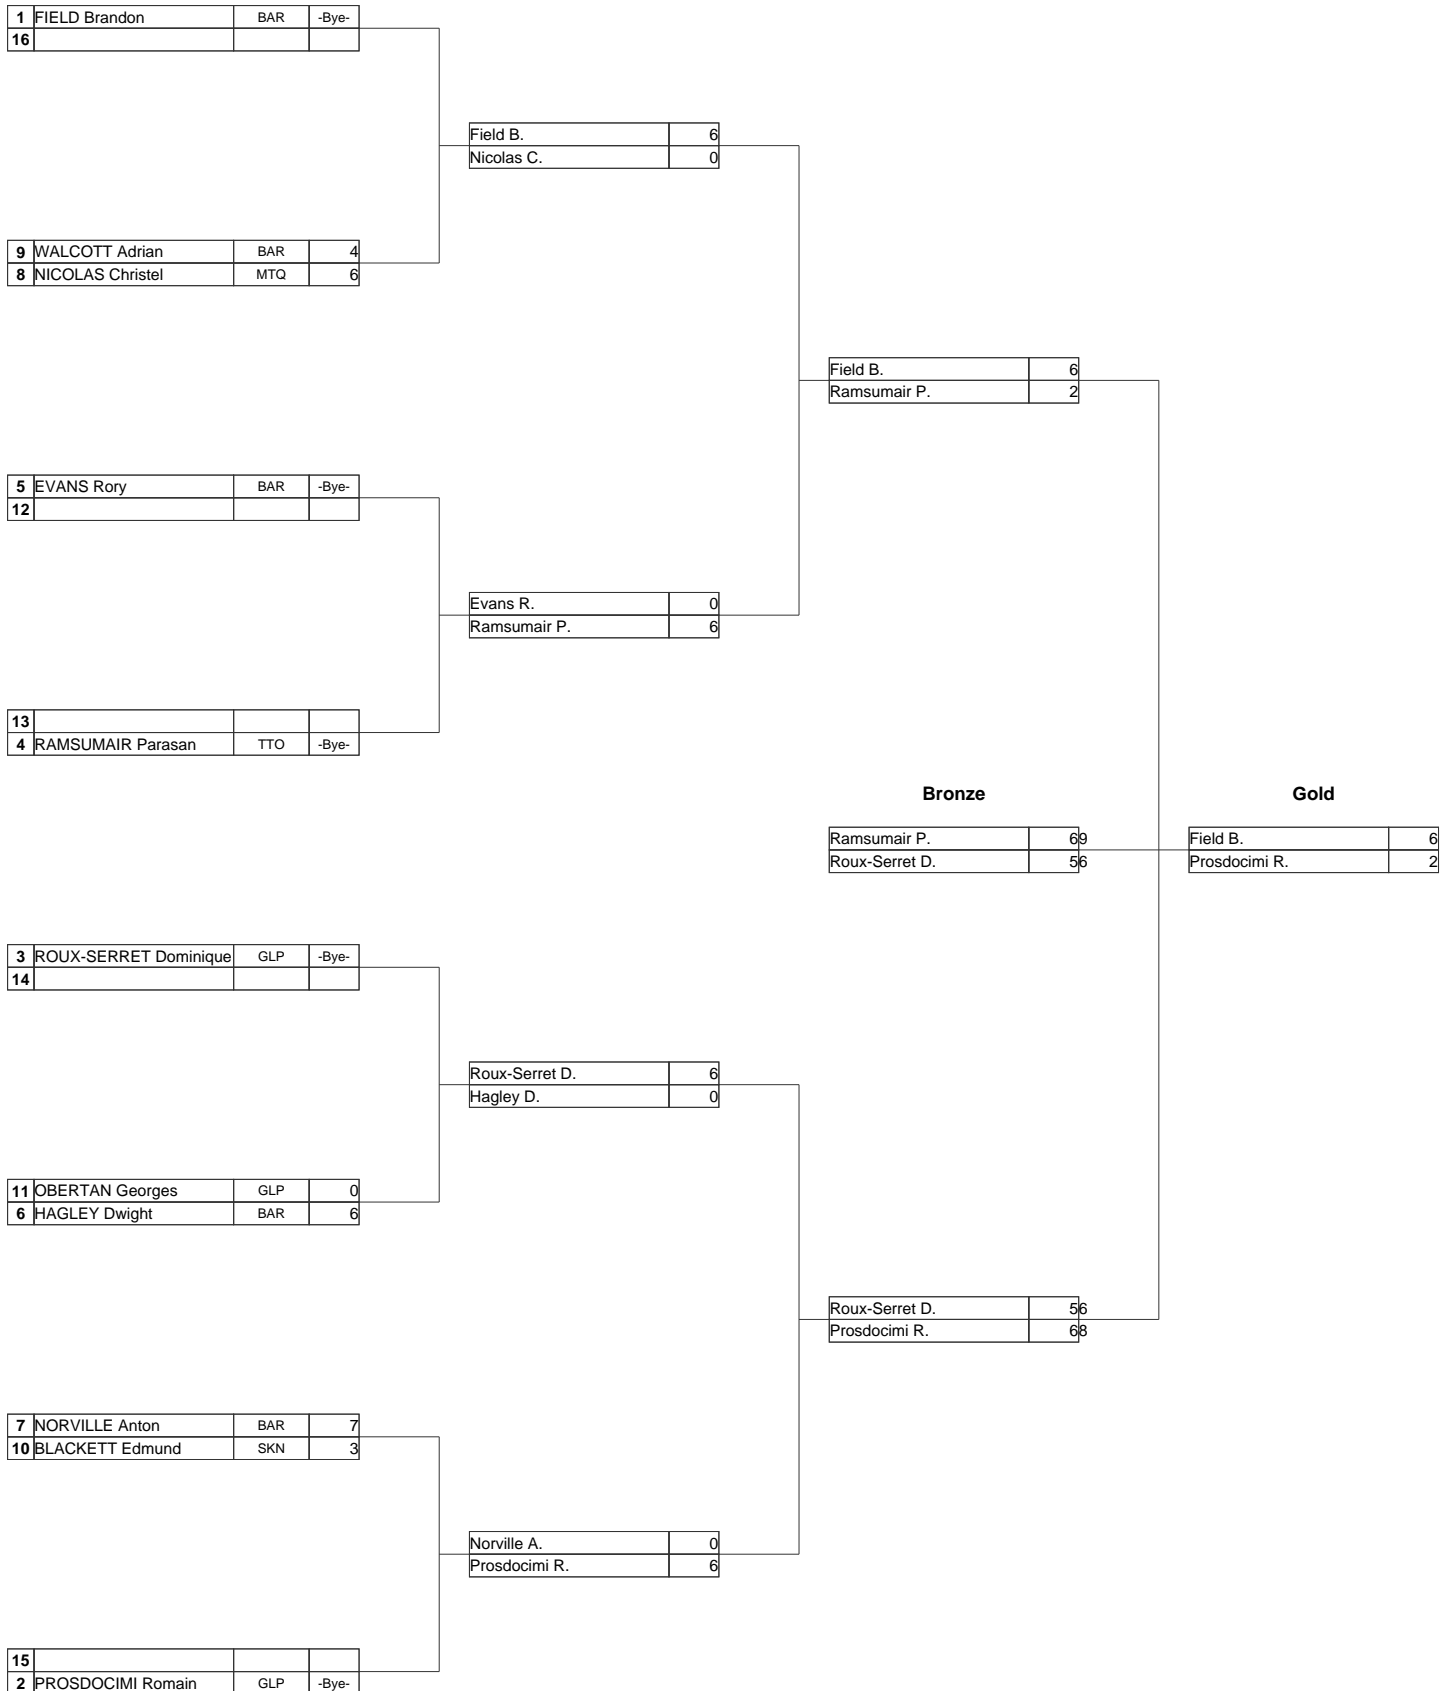 1 FIELD Brandon BAR -Bye-
16
Field B. 6
Nicolas C. 0
9 WALCOTT Adrian BAR 4
8 NICOLAS Christel MTQ 6
Field B. 6
Ramsumair P. 2
5 EVANS Rory BAR -Bye-
12
Evans R. 0
Ramsumair P. 6
13
4 RAMSUMAIR Parasan TTO -Bye-
Bronze Gold
Ramsumair P. 69 Field B. 6
Roux-Serret D. 56 Prosdocimi R. 2
3 ROUX-SERRET Dominique GLP -Bye-
14
Roux-Serret D. 6
Hagley D. 0
11 OBERTAN Georges GLP 0
6 HAGLEY Dwight BAR 6
Roux-Serret D. 56
Prosdocimi R. 68
7 NORVILLE Anton BAR 7
10 BLACKETT Edmund SKN 3
Norville A. 0
Prosdocimi R. 6
15
2 PROSDOCIMI Romain GLP -Bye-